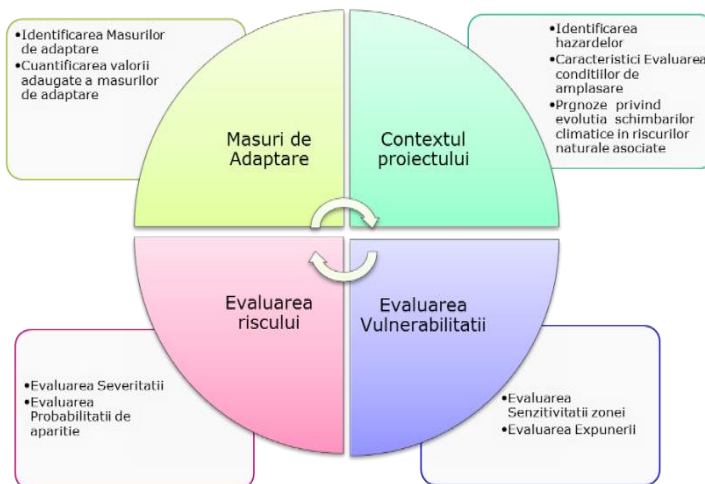 •Identificarea Masurilor
de adaptare
•Cuantificarea valorii
adaugate a masurilor
de adaptare
Masuri de
Adaptare
Contextul
proiectului
•Identificarea
hazardelor
•Caracteristici Evaluarea
conditiilor de
amplasare
•Prgnoze privind
evolutia schimbarilor
climatice in riscurilor
naturale asociate
Evaluarea
riscului
Evaluarea
Vulnerabilitatii
•Evaluarea Severitatii
•Evaluarea
Probabilitatii de
aparitie
•Evaluarea
Senzitivitatii zonei
•Evaluarea Expunerii